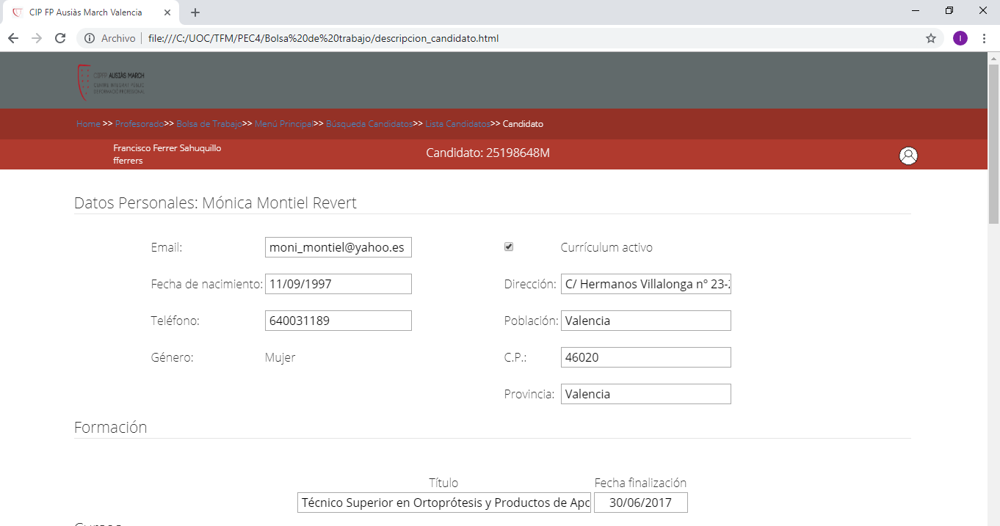 CIP FP Ausiàs March Valencia
Archivo file:///C:/UOC/TFM/PEC4/Bolsa%20de%20trabajo/descripcion_candidato.html
I
CIPFP AUSIÀS MARCH
CENTRE INTEGRAT PÚBLIC
DE FORMACIÓ PROFESSIONAL
Home >> Profesorado>> Bolsa de Trabajo>> Menú Principal>> Búsqueda Candidatos>> Lista Candidatos>> Candidato
Francisco Ferrer Sahuquillo
fferrers
Candidato: 25198648M
Datos Personales: Mónica Montiel Revert
Email: moni_montiel@yahoo.es Currículum activo
Fecha de nacimiento: 11/09/1997 Dirección: C/ Hermanos Villalonga nº 23-
Teléfono: 640031189 Población: Valencia
Género: Mujer C.P.: 46020
Provincia: Valencia
Formación
Título Fecha finalización
Técnico Superior en Ortoprótesis y Productos de Apo 30/06/2017
Cursos